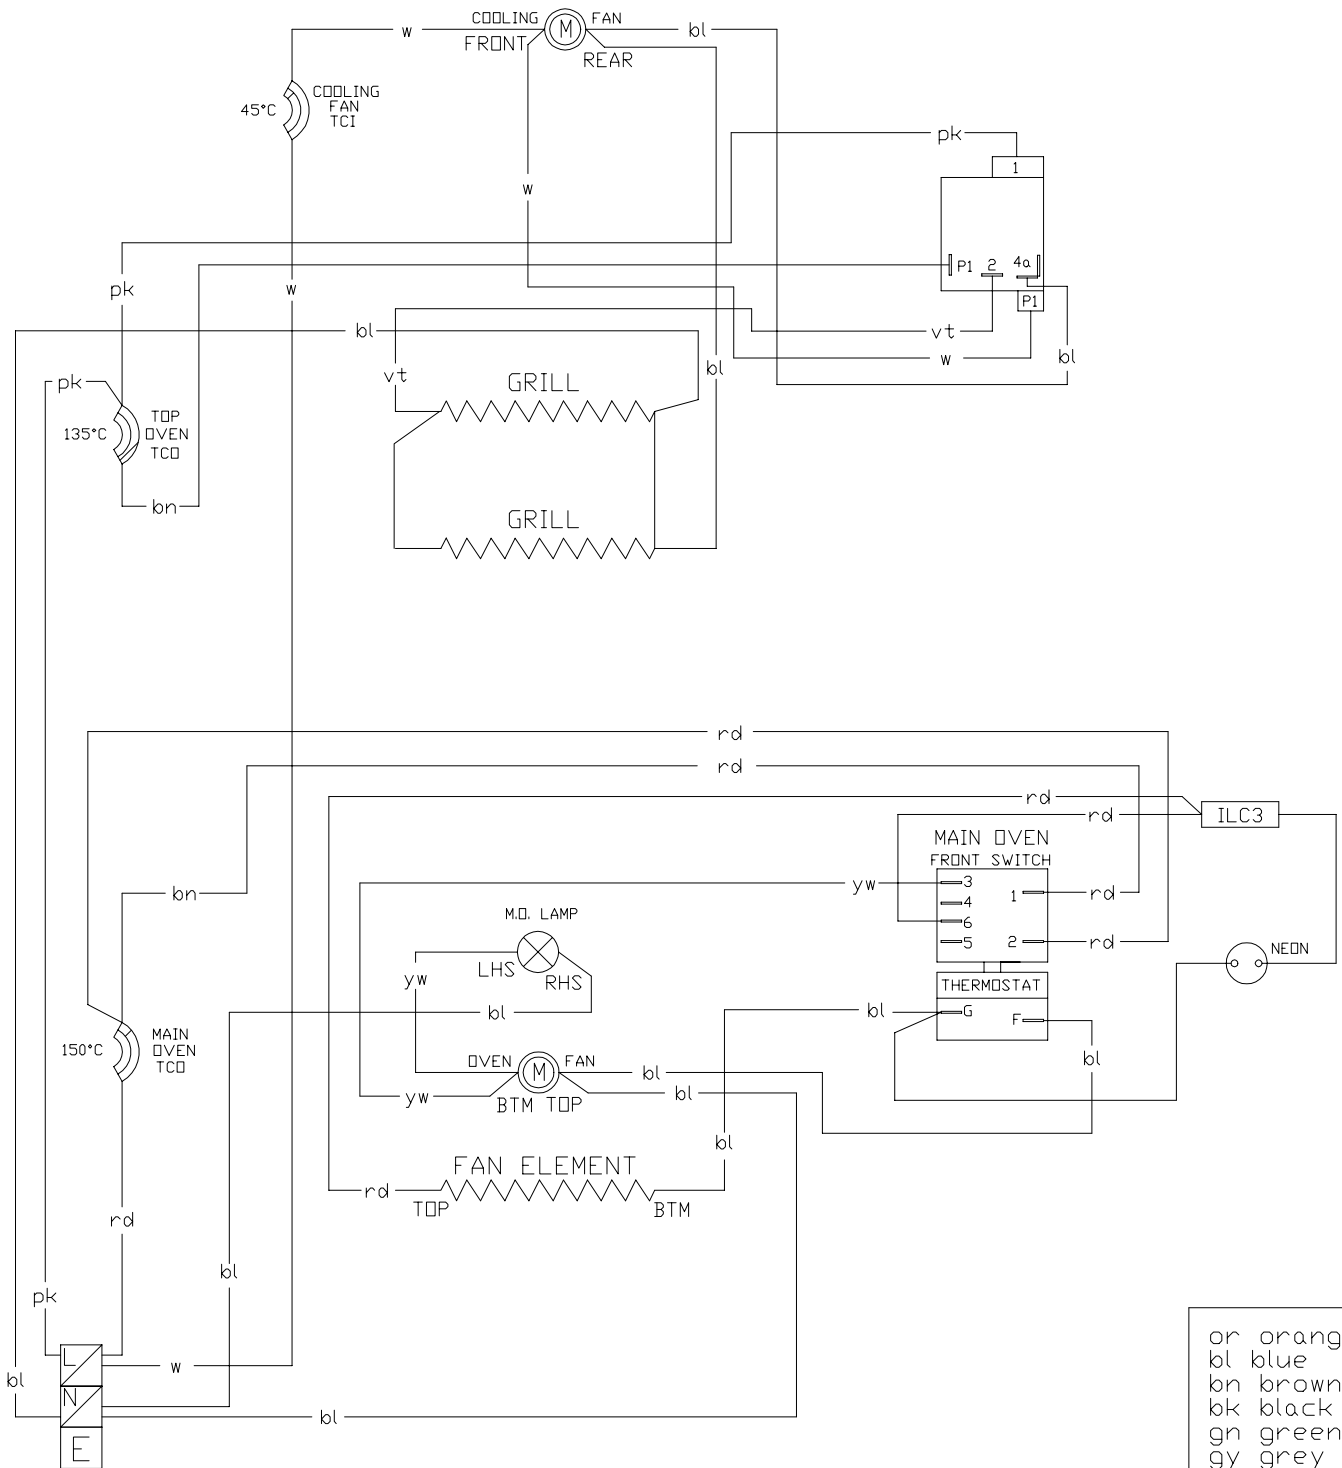 COOLING
FAN
w
M
bl
FRONT
REAR
45°C
COOLING
FAN
TCI
pk
1
w
P1
2
4a
pk
w
P1
bl
vt
w
bl
pk
vt
GRILL
bl
135°C
TOP
OVEN
TCO
bn
GRILL
rd
rd
rd
rd
ILC3
MAIN OVEN
FRONT SWITCH
bn
yw
3
1
rd
4
M.O. LAMP
6
5
2
rd
NEON
LHS
RHS
yw
THERMOSTAT
bl
bl
G
F
150°C
MAIN
OVEN
TCO
OVEN
M
FAN
bl
bl
bl
yw
BTM
TOP
bl
FAN ELEMENT
rd
TOP
BTM
rd
bl
pk
L
w
bl
N
bl
E
or orang
bl blue
bn brown
bk black
gn green
gy grey